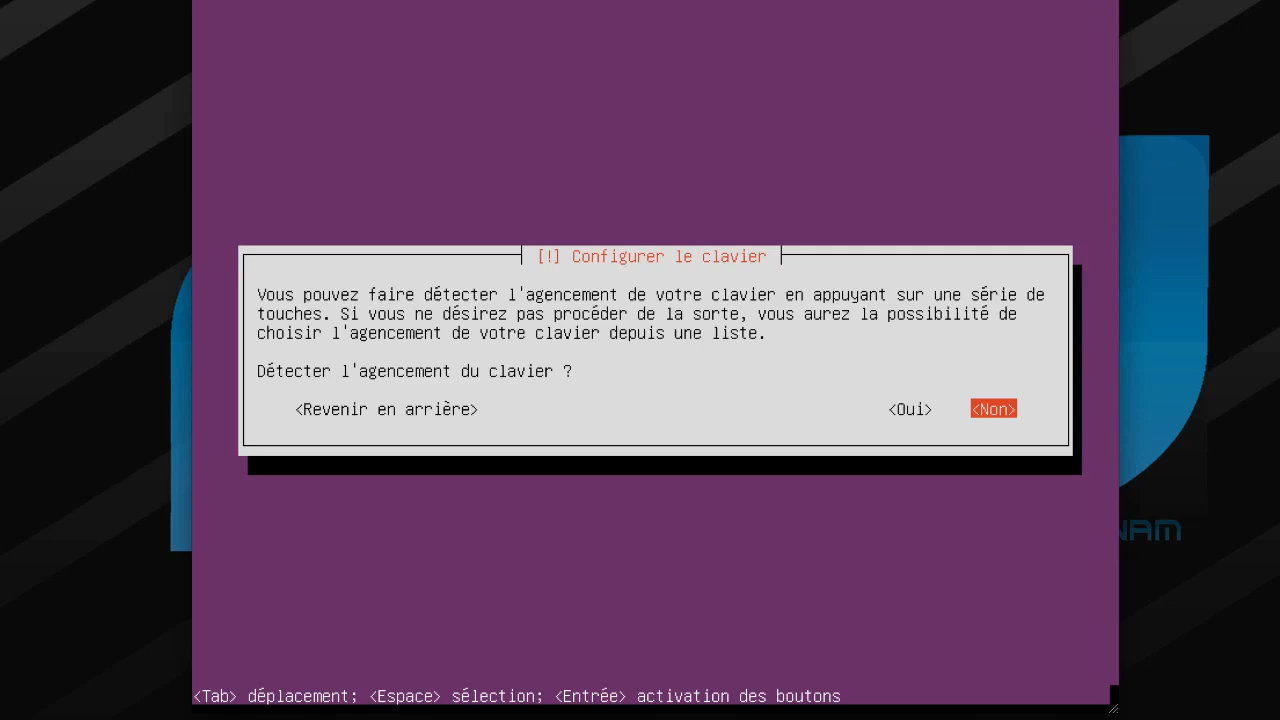 [!] Configurer le clavier
Vous pouvez faire détecter l'agencement de votre clavier en appuyant sur une série de
touches. Si vous ne désirez pas procéder de la sorte, vous aurez la possibilité de
choisir l'agencement de votre clavier depuis une liste.
Détecter l'agencement du clavier ?
<Revenir en arrière> <Oui> <Non>
<Tab> déplacement; <Espace> sélection; <Entrée> activation des boutons